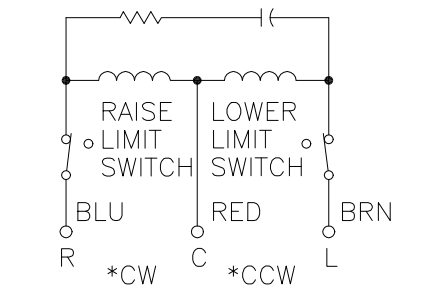 RAISE LIMIT SWITCH
LOWER LIMIT SWITCH
BLU RED BRN
R C L
*CW *CCW